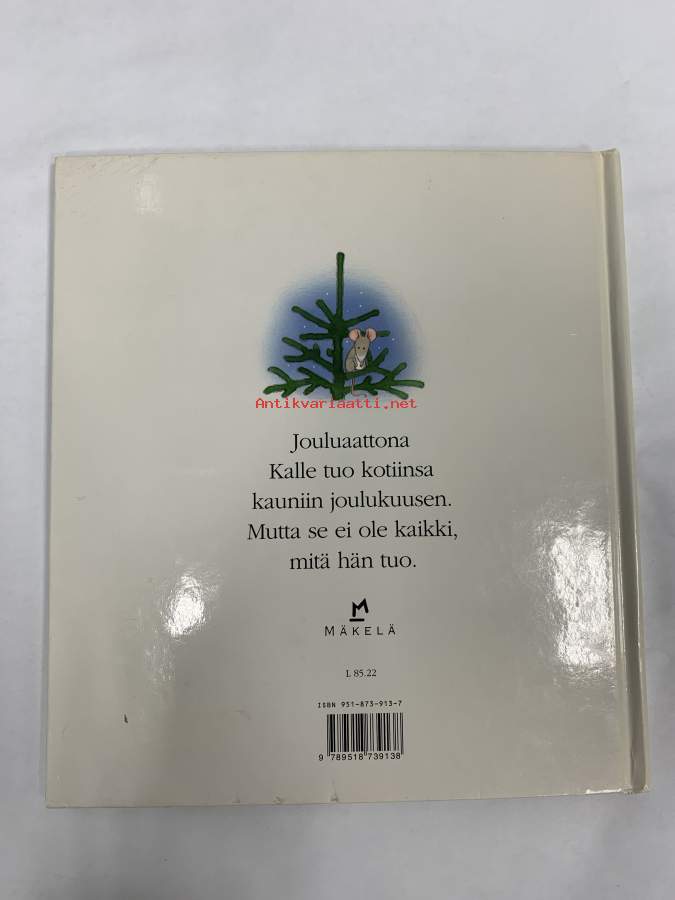 Antikvariaatti.net
Jouluaattona
Kalle tuo kotiinsa
kauniin joulukuusen.
Mutta se ei ole kaikki,
mitä hän tuo.
M
MÄKELÄ
L 85.22
ISBN 951-873-913-7
9 789518 739138